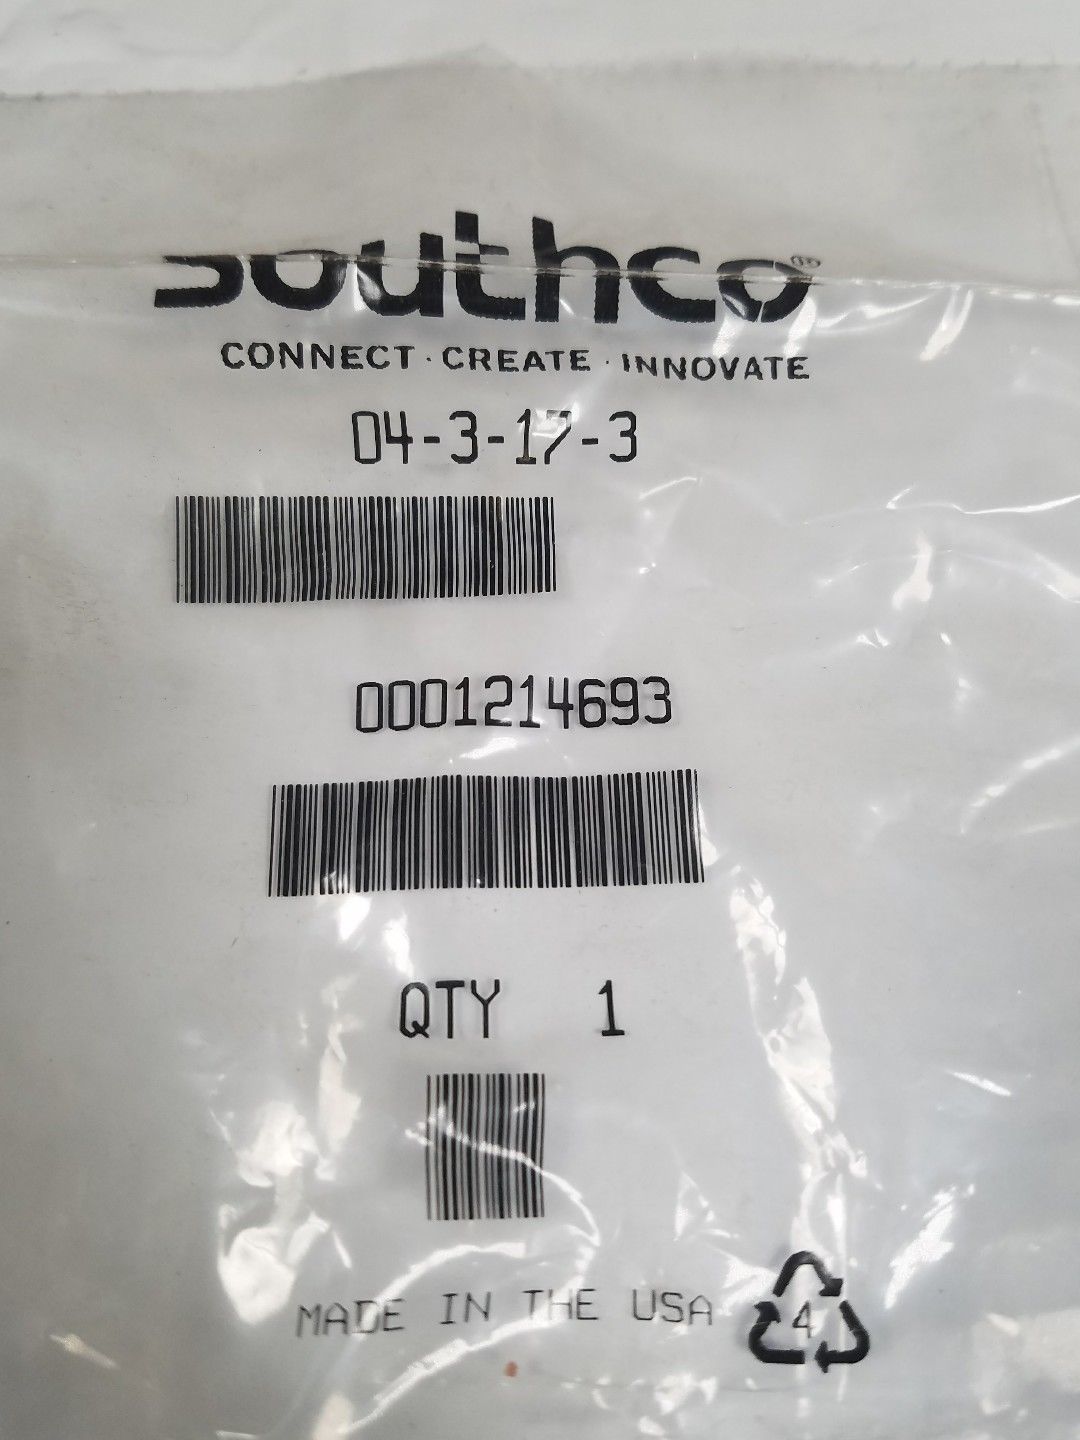 southco®
CONNECT · CREATE · INNOVATE
04-3-17-3
0001214693
QTY 1
MADE IN THE USA
4